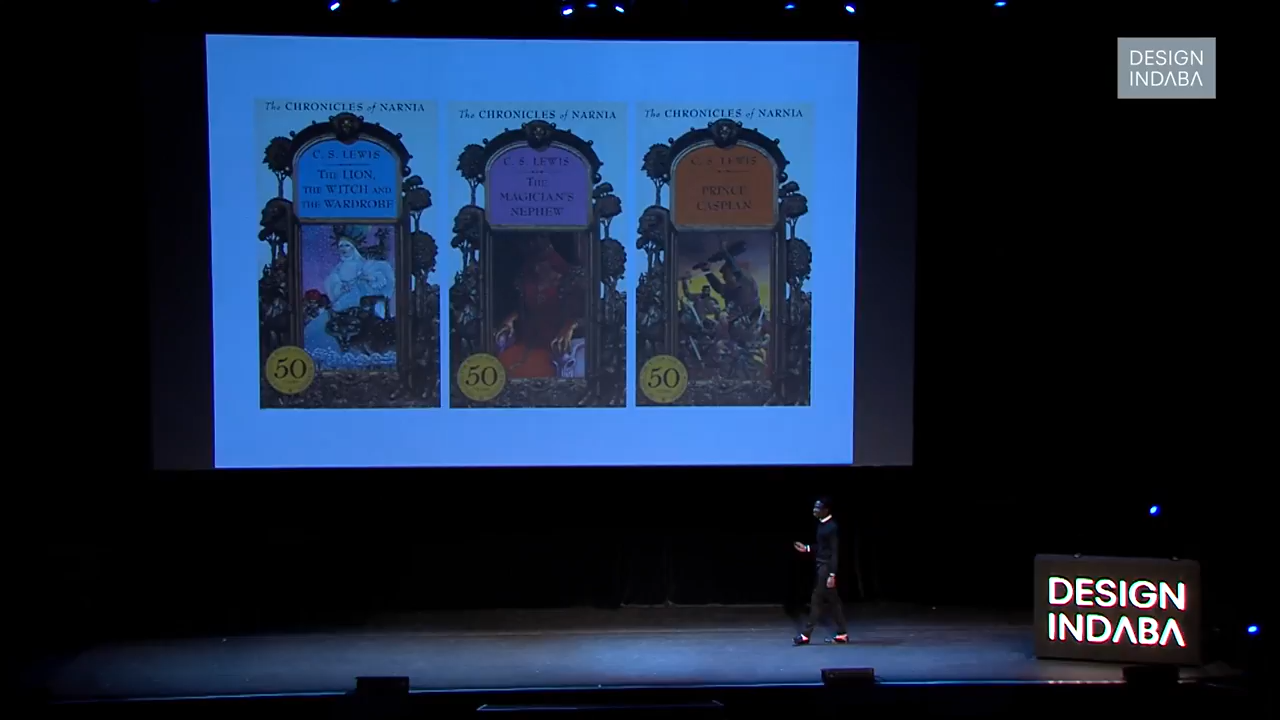 DESIGN
INDABA
The CHRONICLES of NARNIA
C. S. LEWIS
THE LION,
THE WITCH AND
THE WARDROBE
50
The CHRONICLES of NARNIA
C. S. LEWIS
THE
MAGICIAN'S
NEPHEW
50
The CHRONICLES of NARNIA
C. S. LEWIS
PRINCE
CASPIAN
50
DESIGN
INDABA